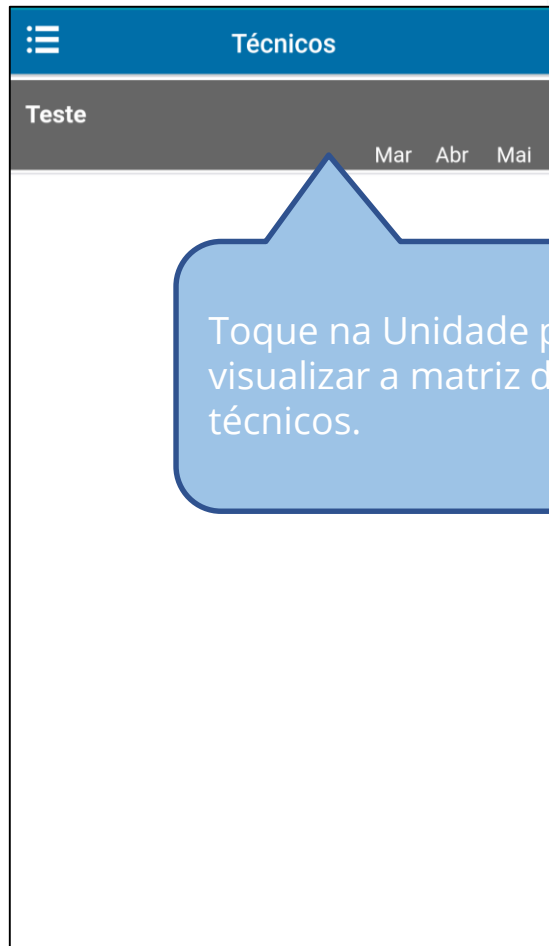 Técnicos
Teste
Mar Abr Mai
Toque na Unidade
visualizar a matriz
técnicos.